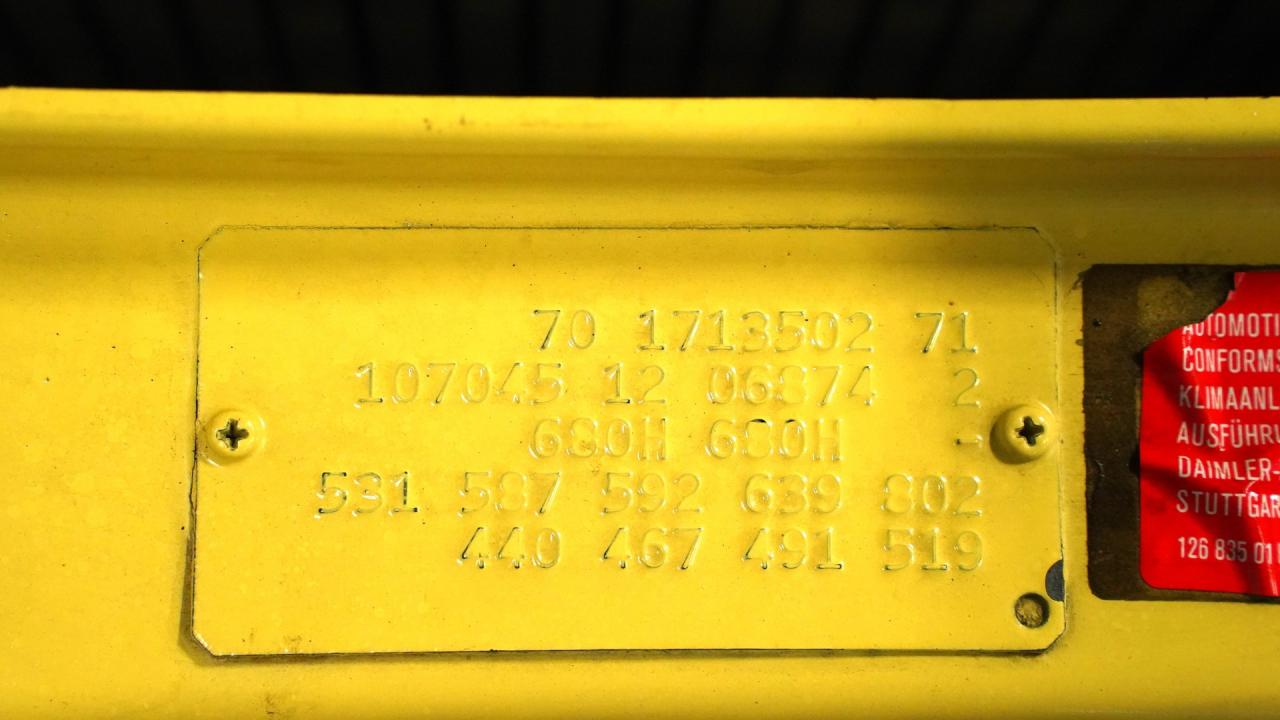 70 1713502 71
107045 12 06874 2
680H 680H -
531 587 592 639 802
440 467 491 519
AUTOMOTI
CONFORMS
KLIMAANL
AUSFÜHRU
DAIMLER-
STUTTGAR
126 835 01